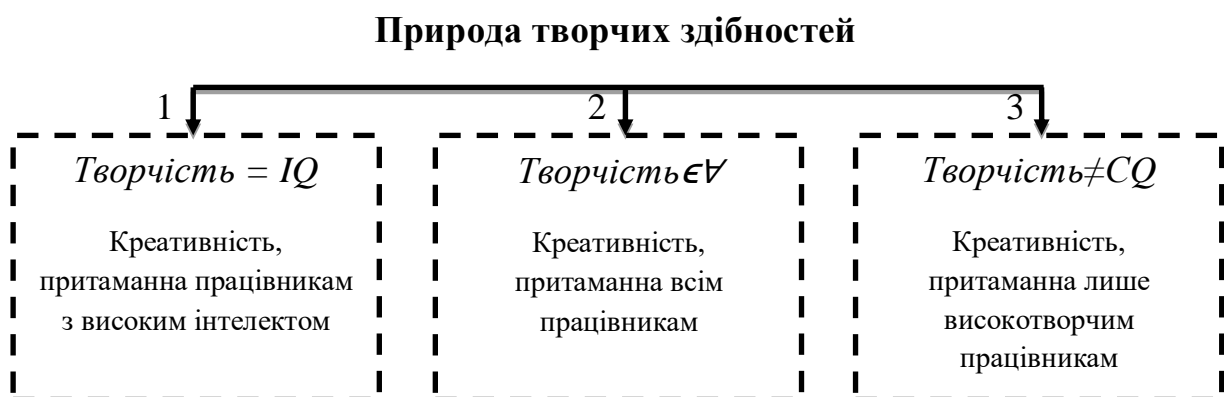 Природа творчих здібностей
1
2
3
Творчість = IQ
Креативність,
притаманна працівникам
з високим інтелектом
Творчістьϵ∀
Креативність,
притаманна всім
працівникам
Творчість≠CQ
Креативність,
притаманна лише
високотворчим
працівникам